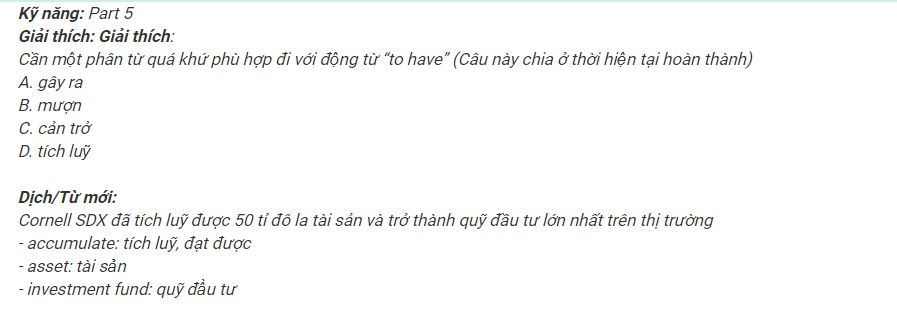 Kỹ năng: Part 5
Giải thích: Giải thích:
Cần một phân từ quá khứ phù hợp đi với động từ “to have” (Câu này chia ở thời hiện tại hoàn thành)
A. gây ra
B. mượn
C. cản trở
D. tích luỹ
Dịch/Từ mới:
Cornell SDX đã tích luỹ được 50 tỉ đô la tài sản và trở thành quỹ đầu tư lớn nhất trên thị trường
- accumulate: tích luỹ, đạt được
- asset: tài sản
- investment fund: quỹ đầu tư